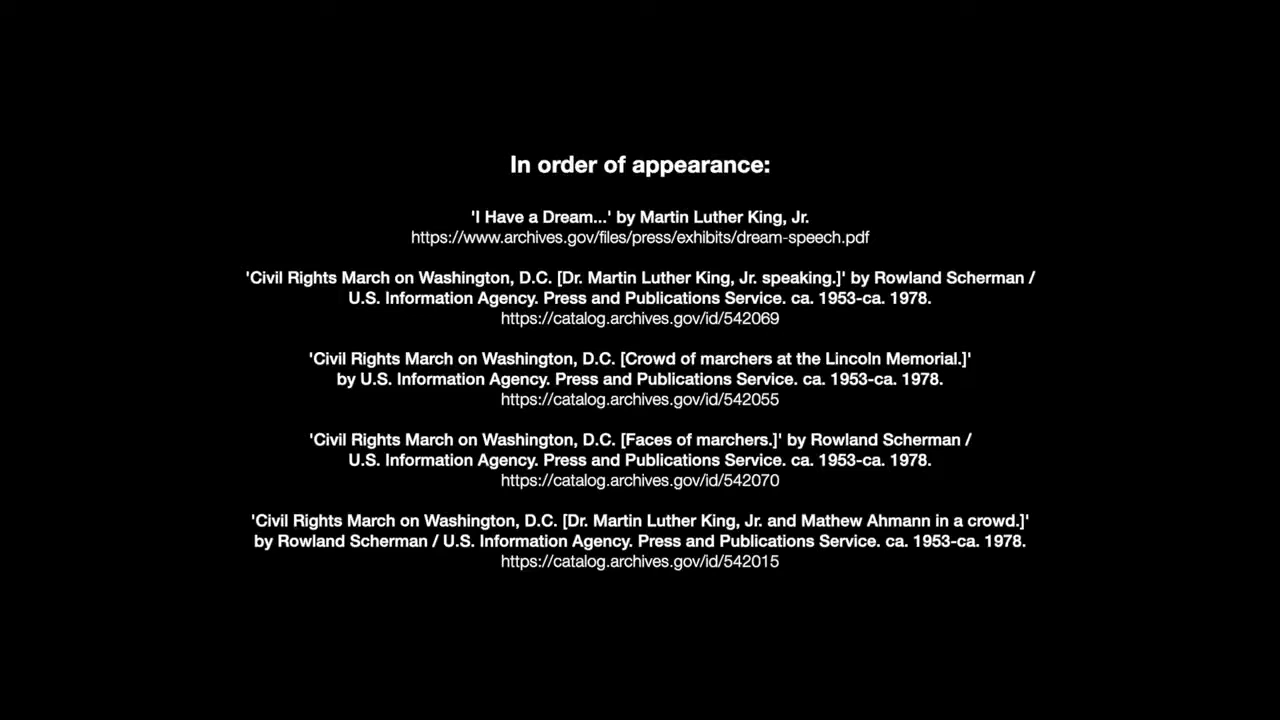 In order of appearance:
'I Have a Dream...' by Martin Luther King, Jr.
https://www.archives.gov/files/press/exhibits/dream-speech.pdf
'Civil Rights March on Washington, D.C. [Dr. Martin Luther King, Jr. speaking.]' by Rowland Scherman /
U.S. Information Agency. Press and Publications Service. ca. 1953-ca. 1978.
https://catalog.archives.gov/id/542069
'Civil Rights March on Washington, D.C. [Crowd of marchers at the Lincoln Memorial.]'
by U.S. Information Agency. Press and Publications Service. ca. 1953-ca. 1978.
https://catalog.archives.gov/id/542055
'Civil Rights March on Washington, D.C. [Faces of marchers.]' by Rowland Scherman /
U.S. Information Agency. Press and Publications Service. ca. 1953-ca. 1978.
https://catalog.archives.gov/id/542070
'Civil Rights March on Washington, D.C. [Dr. Martin Luther King, Jr. and Mathew Ahmann in a crowd.]'
by Rowland Scherman / U.S. Information Agency. Press and Publications Service. ca. 1953-ca. 1978.
https://catalog.archives.gov/id/542015